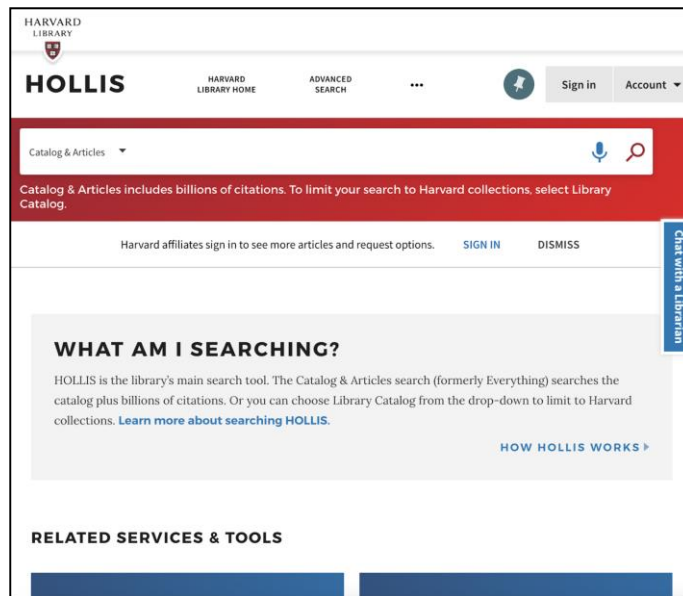 HARVARD
LIBRARY
HOLLIS
HARVARD
LIBRARY HOME
ADVANCED
SEARCH
•••
Sign in
Account
Catalog & Articles
Catalog & Articles includes billions of citations. To limit your search to Harvard collections, select Library
Catalog.
Harvard affiliates sign in to see more articles and request options.
SIGN IN
DISMISS
Chat with a Librarian
WHAT AM I SEARCHING?
HOLLIS is the library's main search tool. The Catalog & Articles search (formerly Everything) searches the
catalog plus billions of citations. Or you can choose Library Catalog from the drop-down to limit to Harvard
collections. Learn more about searching HOLLIS.
HOW HOLLIS WORKS
RELATED SERVICES & TOOLS